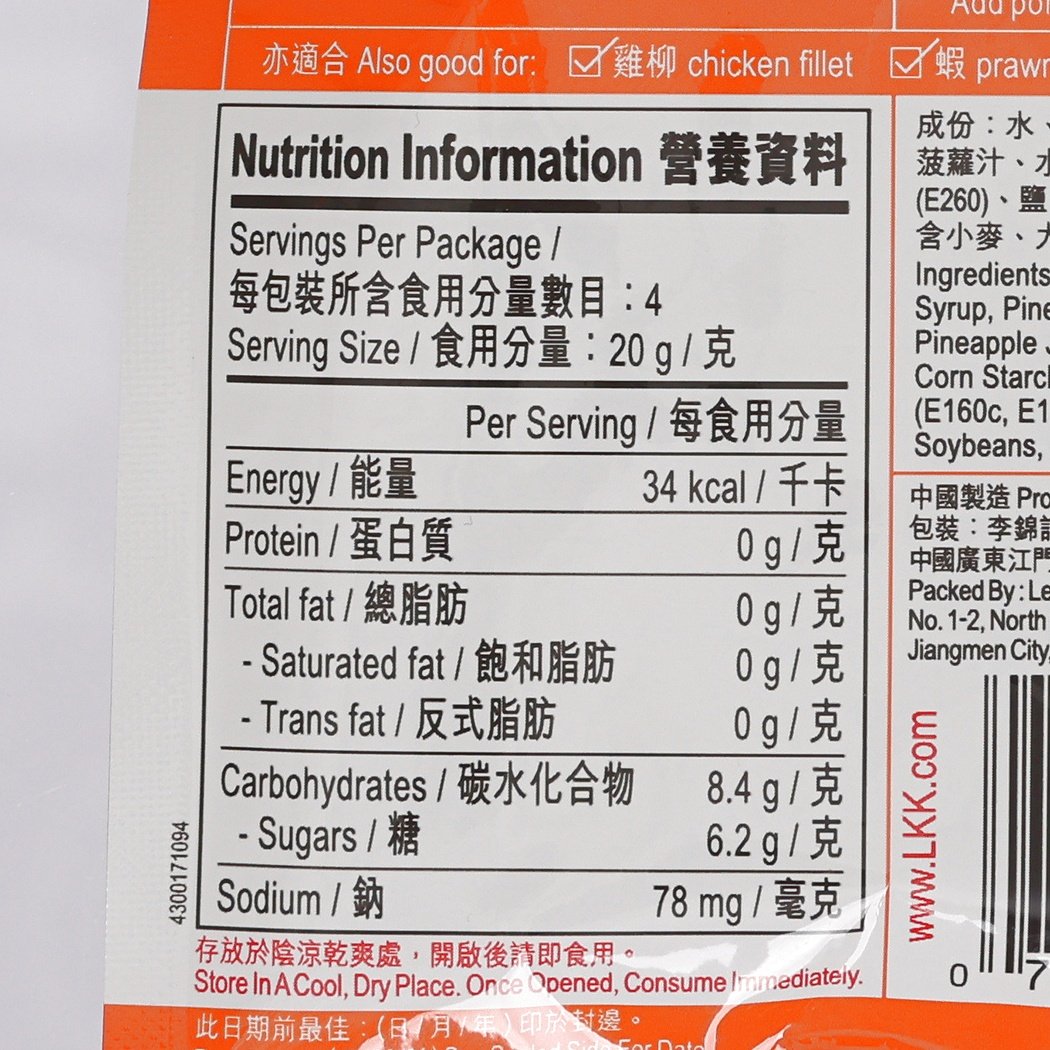 Add
亦適合 Also good for: 雞柳 chicken fillet 蝦
Nutrition Information 營養資料
Servings Per Package /
每包裝所含食用分量數目：4
Serving Size / 食用分量：20 g / 克
Per Serving / 每食用分量
Energy / 能量 34 kcal / 千卡
Protein / 蛋白質 0 g / 克
Total fat / 總脂肪 0 g / 克
- Saturated fat / 飽和脂肪 0 g / 克
- Trans fat / 反式脂肪 0 g / 克
Carbohydrates / 碳水化合物 8.4 g / 克
- Sugars / 糖 6.2 g / 克
Sodium / 鈉 78 mg / 毫克
4300171094
存放於陰涼乾爽處，開啟後請即食用。
Store In A Cool, Dry Place. Once Opened, Consume Immediately.
此日期前最佳：(日/月/年) 印於封邊。
成份：水、
菠蘿汁、
(E260)、鹽
含小麥、
Ingredients
Syrup,
Pineapple
Corn
(E160c,
Soybeans,
中國製造
包裝：李錦
中國廣東江門
Packed By :
No. 1-2, North
Jiangmen City,
www.LKK.com
0 7